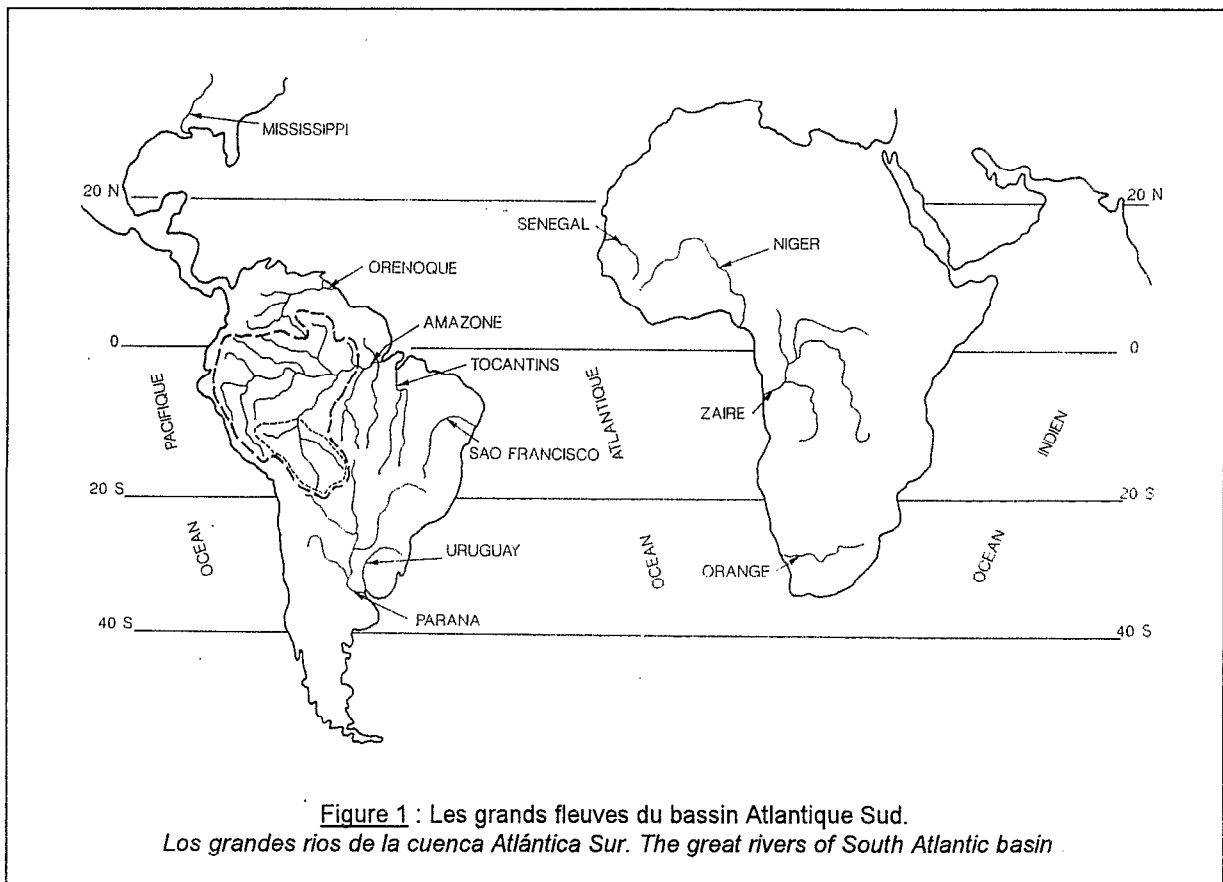 MISSISSIPPI
20 N
20 N
SENEGAL
NIGER
ORENOQUE
AMAZONE
0
0
TOCANTINS
PACIFIQUE
ATLANTIQUE
ZAIRE
INDIEN
SAO FRANCISCO
20 S
20 S
OCEAN
URUGUAY
OCEAN
ORANGE
OCEAN
PARANA
40 S
40 S
Figure 1 : Les grands fleuves du bassin Atlantique Sud.
Los grandes rios de la cuenca Atlántica Sur. The great rivers of South Atlantic basin